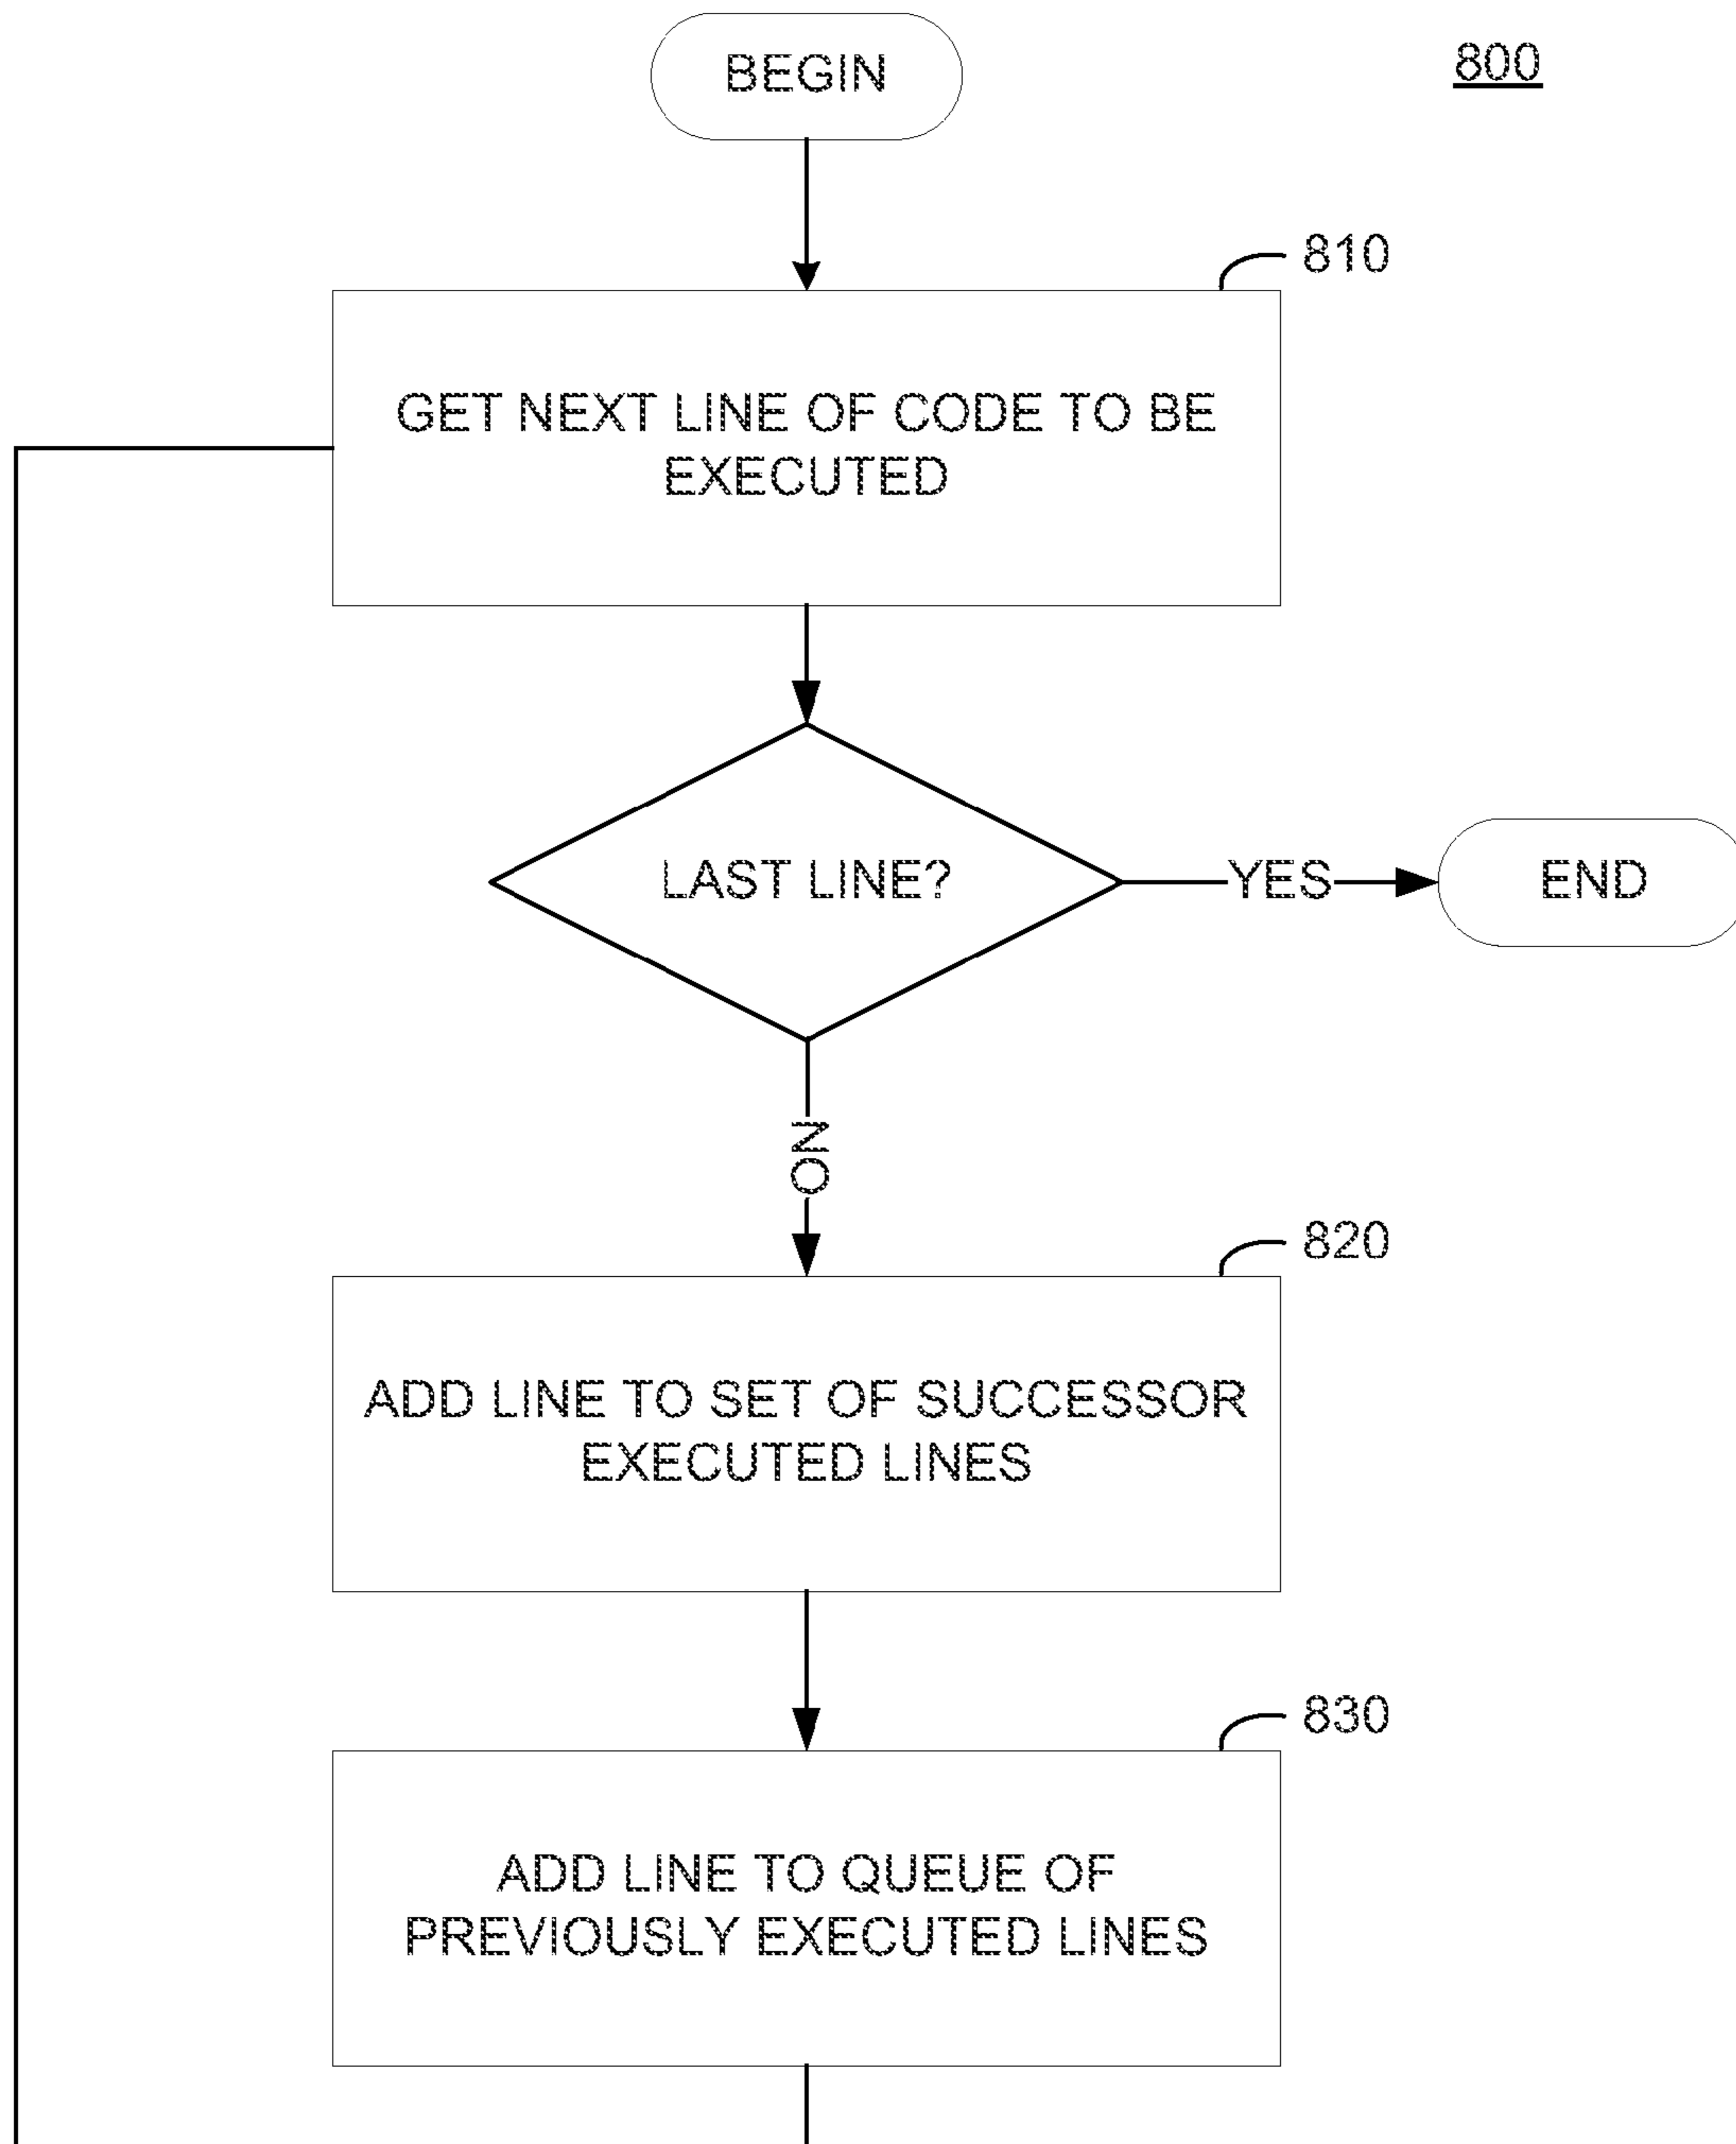 BEGIN
800
810
GET NEXT LINE OF CODE TO BE
EXECUTED
LAST LINE?
YES
END
NO
820
ADD LINE TO SET OF SUCCESSOR
EXECUTED LINES
830
ADD LINE TO QUEUE OF
PREVIOUSLY EXECUTED LINES